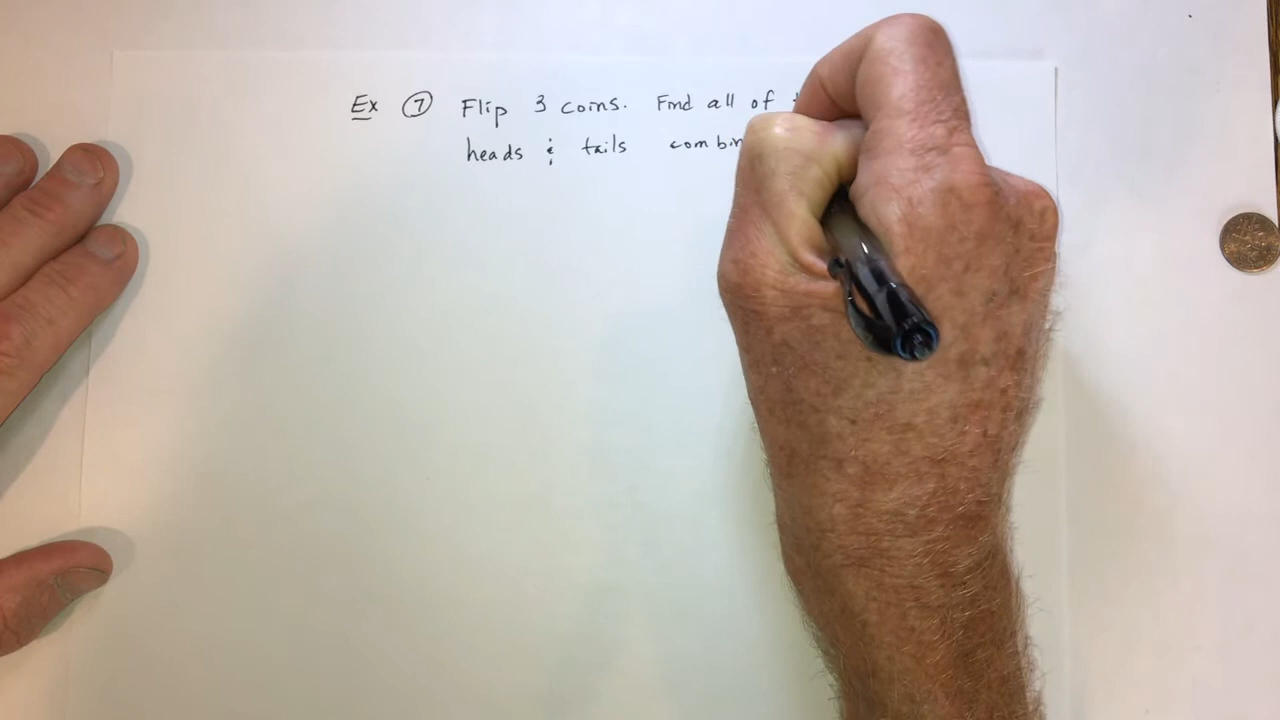 Ex ⑦ Flip 3 coins. Find all of
heads & tails